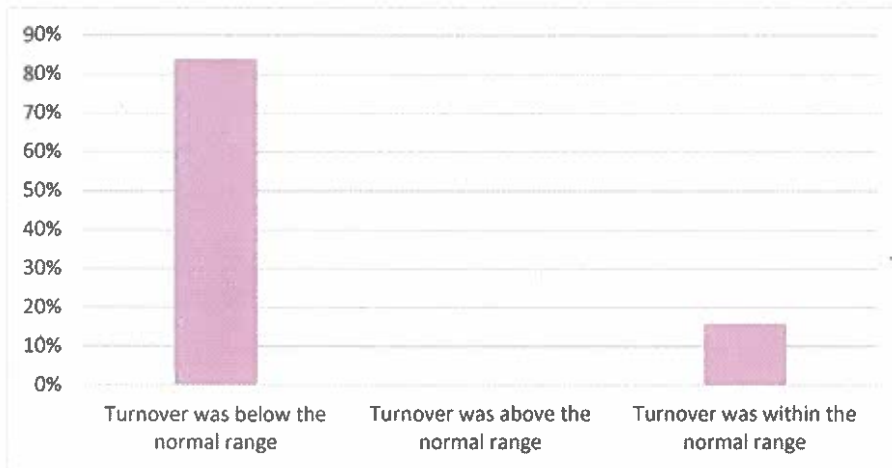 90%
80%
70%
60%
50%
40%
30%
20%
10%
0%
Turnover was below the
normal range
Turnover was above the
normal range
Turnover was within the
normal range